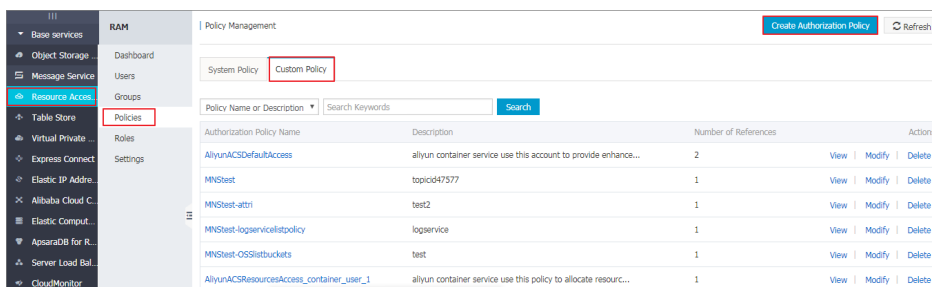 Base services
Object Storage ...
Message Service
Resource Acces...
Table Store
Virtual Private ...
Express Connect
Elastic IP Addre...
Alibaba Cloud C...
Elastic Comput...
ApsaraDB for R...
Server Load Bal...
CloudMonitor
RAM
Dashboard
Users
Groups
Policies
Roles
Settings
Policy Management
Create Authorization Policy
Refresh
System Policy
Custom Policy
Policy Name or Description
Search Keywords
Search
Authorization Policy Name Description Number of References Action
AliyunACSDefaultAccess aliyun container service use this account to provide enhance... 2 View | Modify | Delete
MNStest topicid47577 1 View | Modify | Delete
MNStest-attri test2 1 View | Modify | Delete
MNStest-logservicelistpolicy logservice 1 View | Modify | Delete
MNStest-OSSlistbuckets test 1 View | Modify | Delete
AliyunACSResourcesAccess_container_user_1 aliyun container service use this policy to allocate resourc... 1 View | Modify | Delete